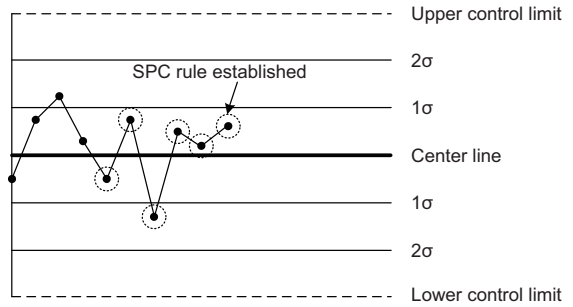 Upper control limit
2σ
SPC rule established
1σ
Center line
1σ
2σ
Lower control limit